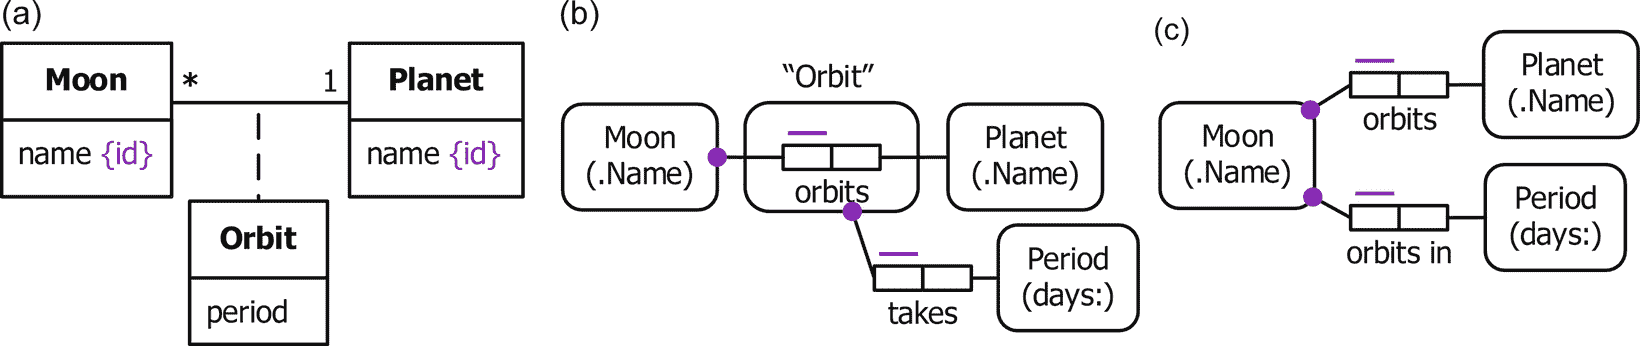 (a)
Moon
name {id}
*
1
Planet
name {id}
Orbit
period
(b)
Moon
(.Name)
“Orbit”
orbits
Planet
(.Name)
takes
Period
(days:)
(c)
Moon
(.Name)
orbits
Planet
(.Name)
orbits in
Period
(days:)